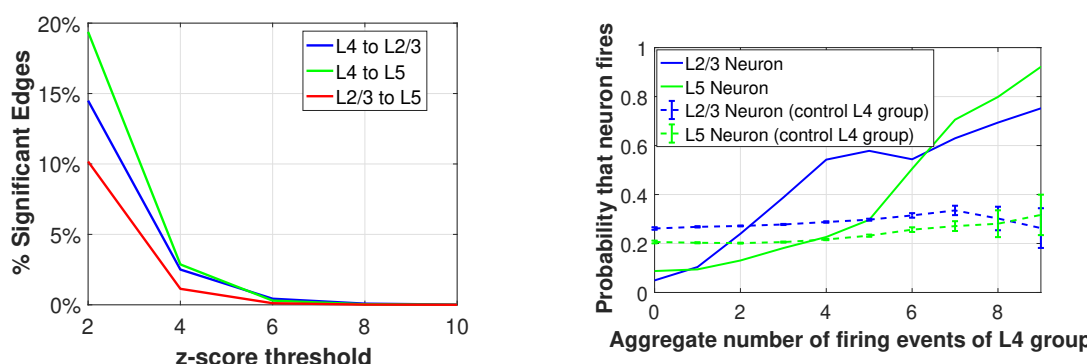 20%
15%
10%
5%
0%
2 4 6 8 10
% Significant Edges
z-score threshold
L4 to L2/3
L4 to L5
L2/3 to L5
1
0.8
0.6
0.4
0.2
0
0 2 4 6 8
Probability that neuron fires
Aggregate number of firing events of L4 group
L2/3 Neuron
L5 Neuron
L2/3 Neuron (control L4 group)
L5 Neuron (control L4 group)